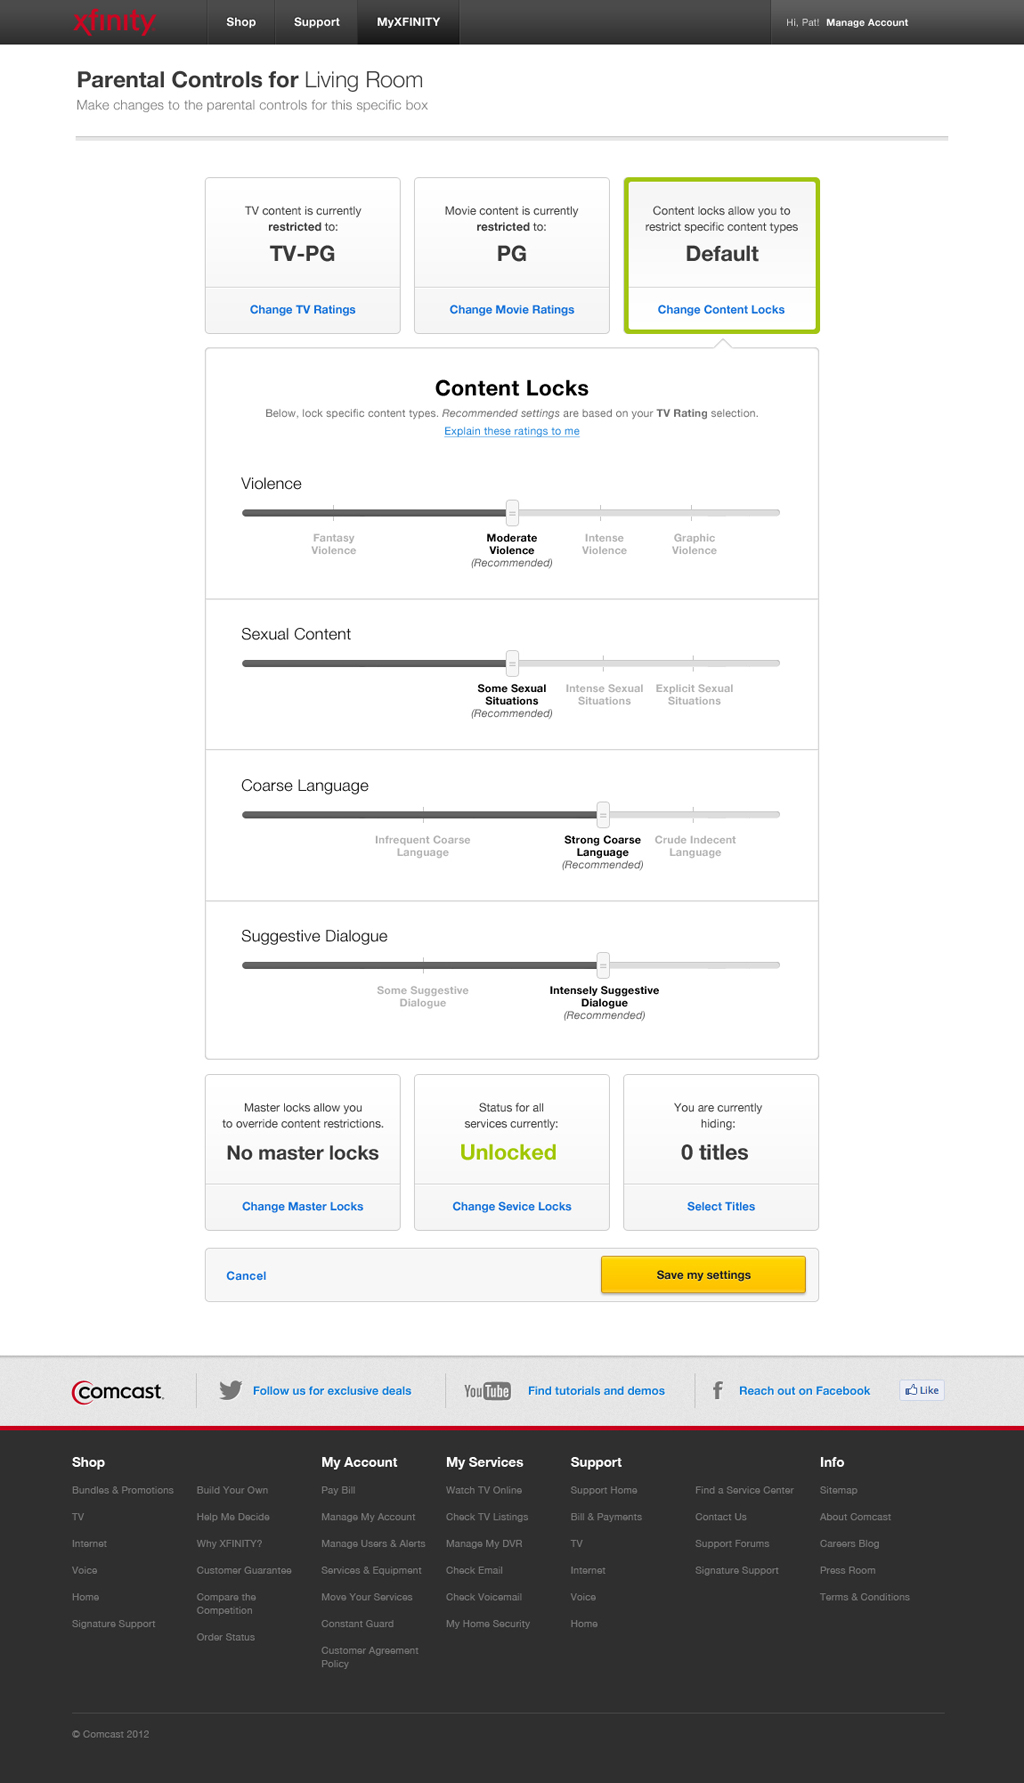 xfinity
Shop
Support
MyXFINITY
Hi, Pat! Manage Account
Parental Controls for Living Room
Make changes to the parental controls for this specific box
TV content is currently
restricted to:
TV-PG
Change TV Ratings
Movie content is currently
restricted to:
PG
Change Movie Ratings
Content locks allow you to
restrict specific content types
Default
Change Content Locks
Content Locks
Below, lock specific content types. Recommended settings are based on your TV Rating selection.
Explain these ratings to me
Violence
Fantasy
Violence
Moderate
Violence
(Recommended)
Intense
Violence
Graphic
Violence
Sexual Content
Some Sexual
Situations
(Recommended)
Intense Sexual
Situations
Explicit Sexual
Situations
Coarse Language
Infrequent Coarse
Language
Strong Coarse
Language
(Recommended)
Crude Indecent
Language
Suggestive Dialogue
Some Suggestive
Dialogue
Intensely Suggestive
Dialogue
(Recommended)
Master locks allow you
to override content restrictions.
No master locks
Change Master Locks
Status for all
services currently:
Unlocked
Change Sevice Locks
You are currently
hiding:
0 titles
Select Titles
Cancel
Save my settings
comcast.
Follow us for exclusive deals
YouTube
Find tutorials and demos
f
Reach out on Facebook
Like
Shop
Bundles & Promotions
TV
Internet
Voice
Home
Signature Support
Build Your Own
Help Me Decide
Why XFINITY?
Customer Guarantee
Compare the
Competition
Order Status
My Account
Pay Bill
Manage My Account
Manage Users & Alerts
Services & Equipment
Move Your Services
Constant Guard
Customer Agreement
Policy
My Services
Watch TV Online
Check TV Listings
Manage My DVR
Check Email
Check Voicemail
My Home Security
Support
Support Home
Bill & Payments
TV
Internet
Voice
Home
Find a Service Center
Contact Us
Support Forums
Signature Support
Info
Sitemap
About Comcast
Careers Blog
Press Room
Terms & Conditions
© Comcast 2012